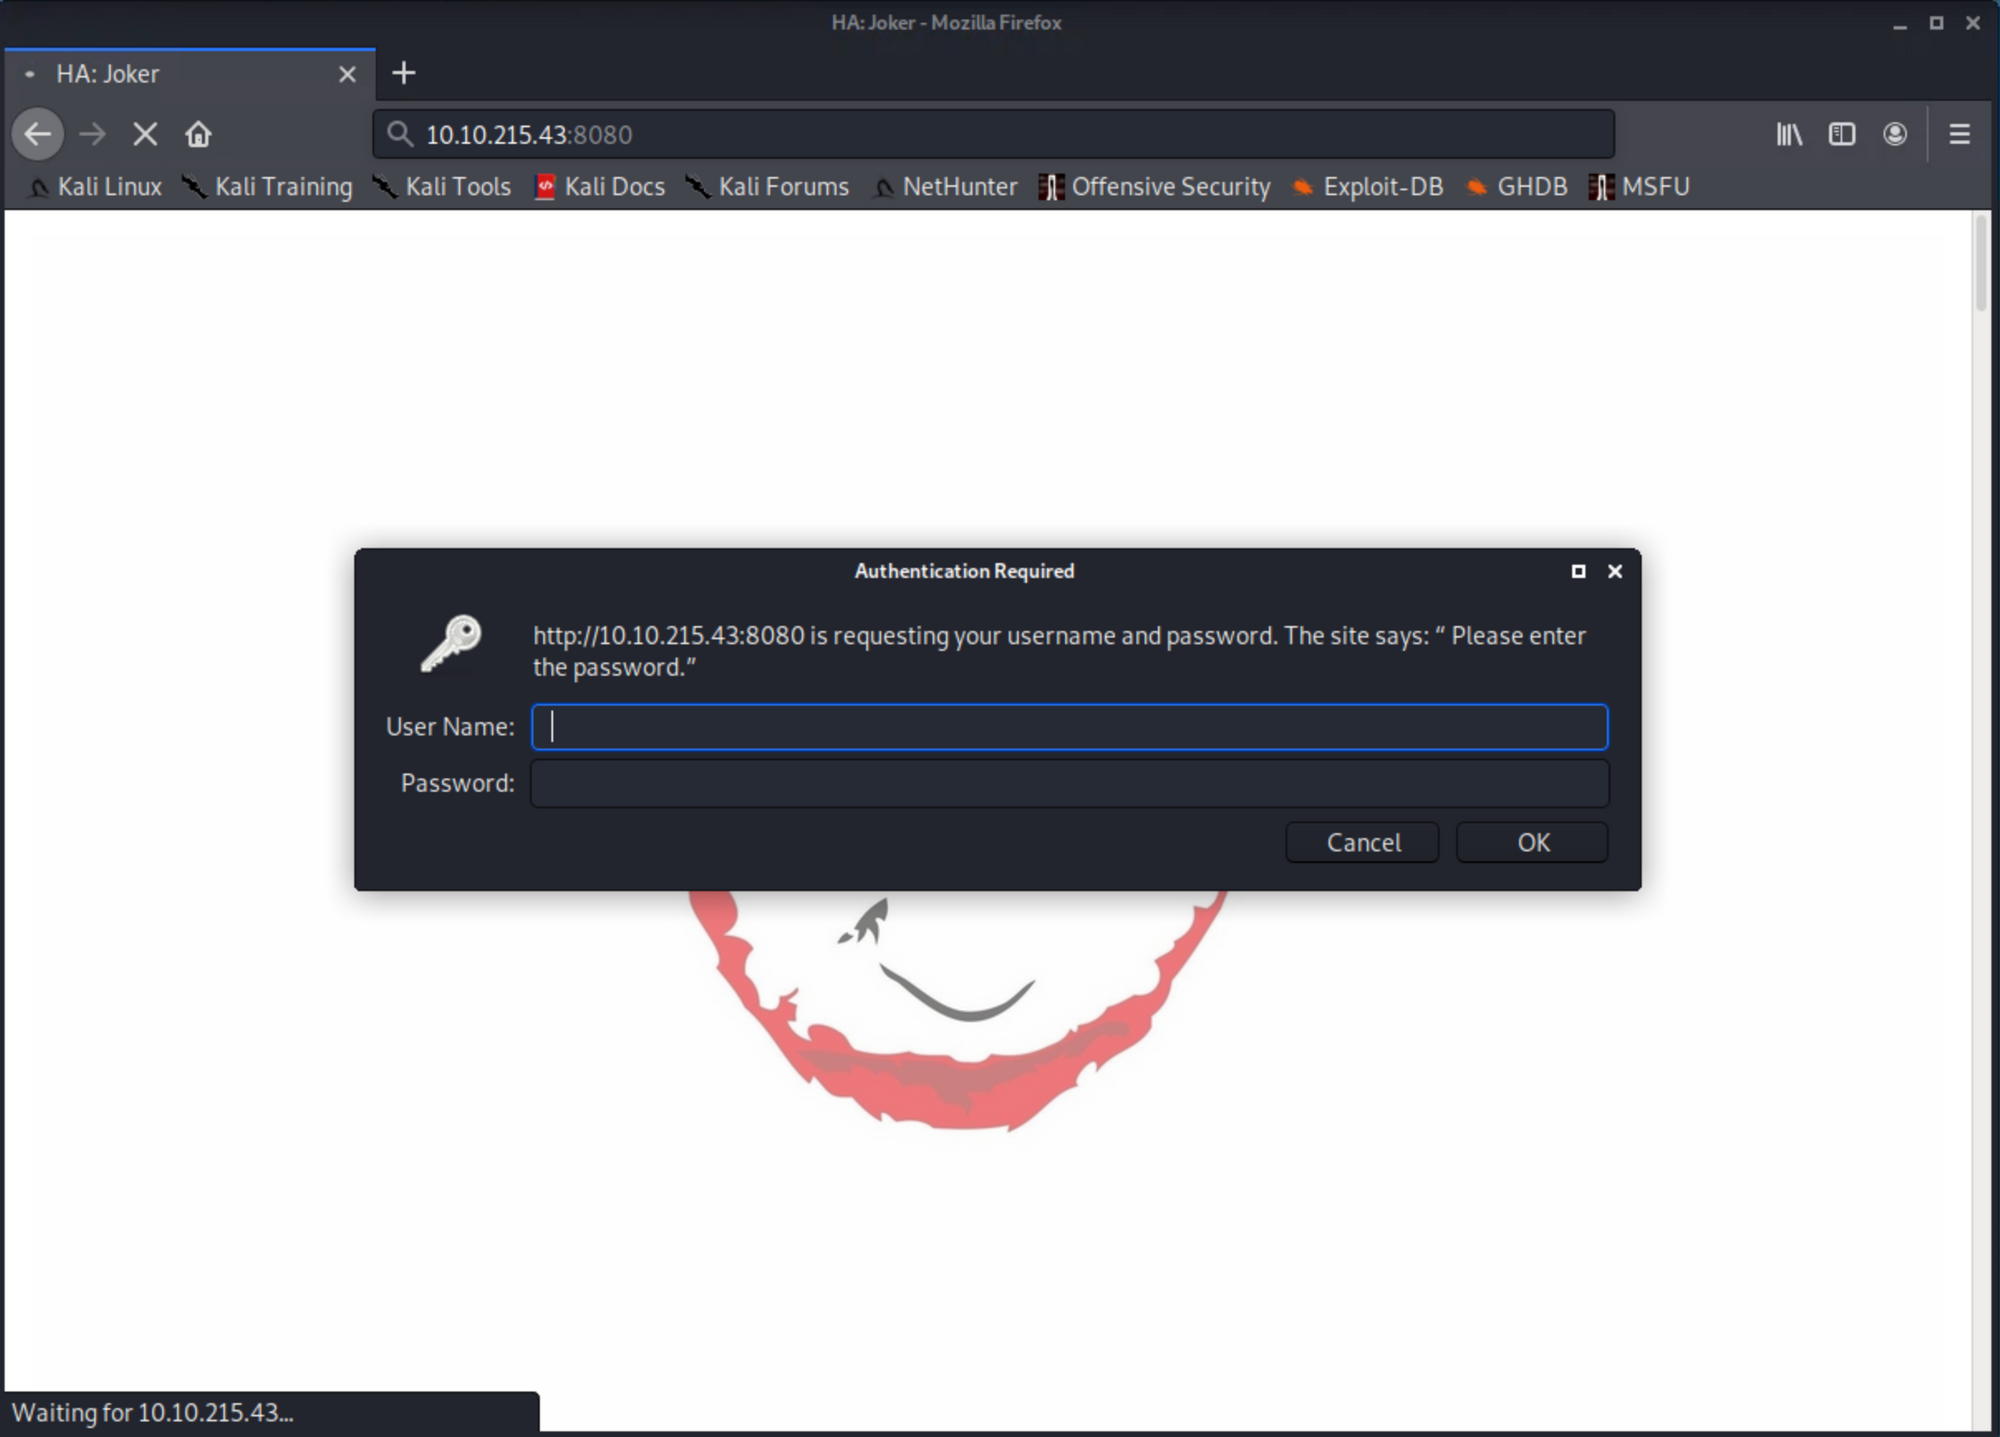 HA: Joker - Mozilla Firefox
HA: Joker
10.10.215.43:8080
Kali Linux Kali Training Kali Tools Kali Docs Kali Forums NetHunter Offensive Security Exploit-DB GHDB MSFU
Authentication Required
http://10.10.215.43:8080 is requesting your username and password. The site says: “ Please enter
the password.”
User Name:
Password:
Cancel OK
Waiting for 10.10.215.43...